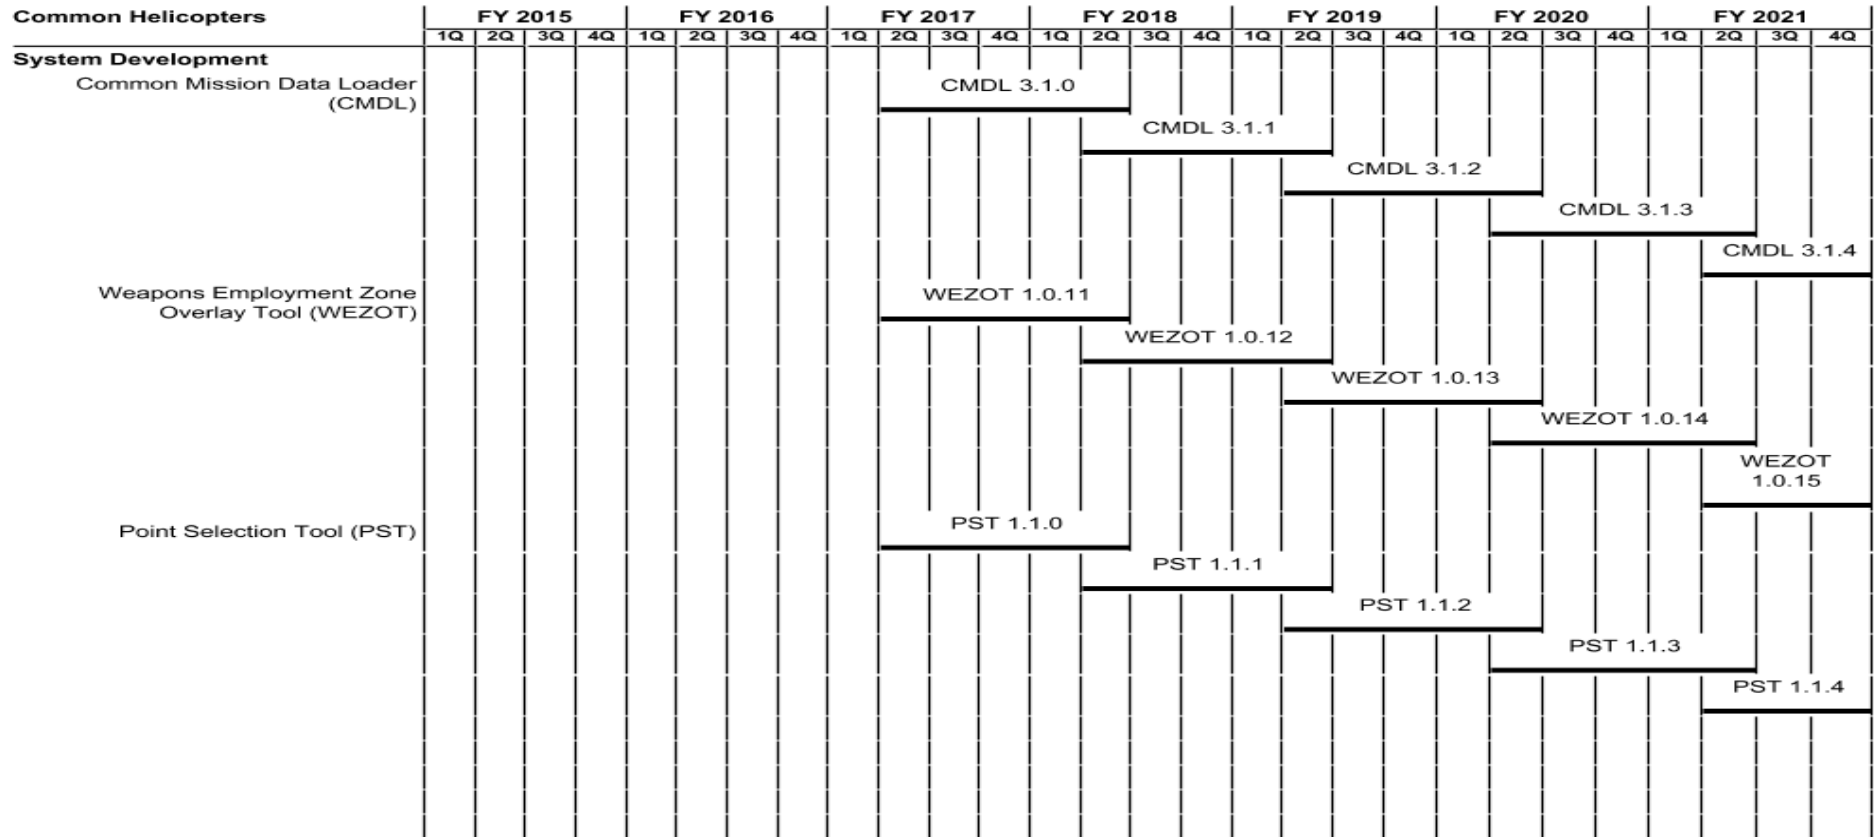 Common Helicopters FY 2015 FY 2016 FY 2017 FY 2018 FY 2019 FY 2020 FY 2021
1Q 2Q 3Q 4Q 1Q 2Q 3Q 4Q 1Q 2Q 3Q 4Q 1Q 2Q 3Q 4Q 1Q 2Q 3Q 4Q 1Q 2Q 3Q 4Q 1Q 2Q 3Q 4Q
System Development
Common Mission Data Loader CMDL 3.1.0
(CMDL)
CMDL 3.1.1
CMDL 3.1.2
CMDL 3.1.3
CMDL 3.1.4
Weapons Employment Zone WEZOT 1.0.11
Overlay Tool (WEZOT)
WEZOT 1.0.12
WEZOT 1.0.13
WEZOT 1.0.14
WEZOT
1.0.15
Point Selection Tool (PST) PST 1.1.0
PST 1.1.1
PST 1.1.2
PST 1.1.3
PST 1.1.4